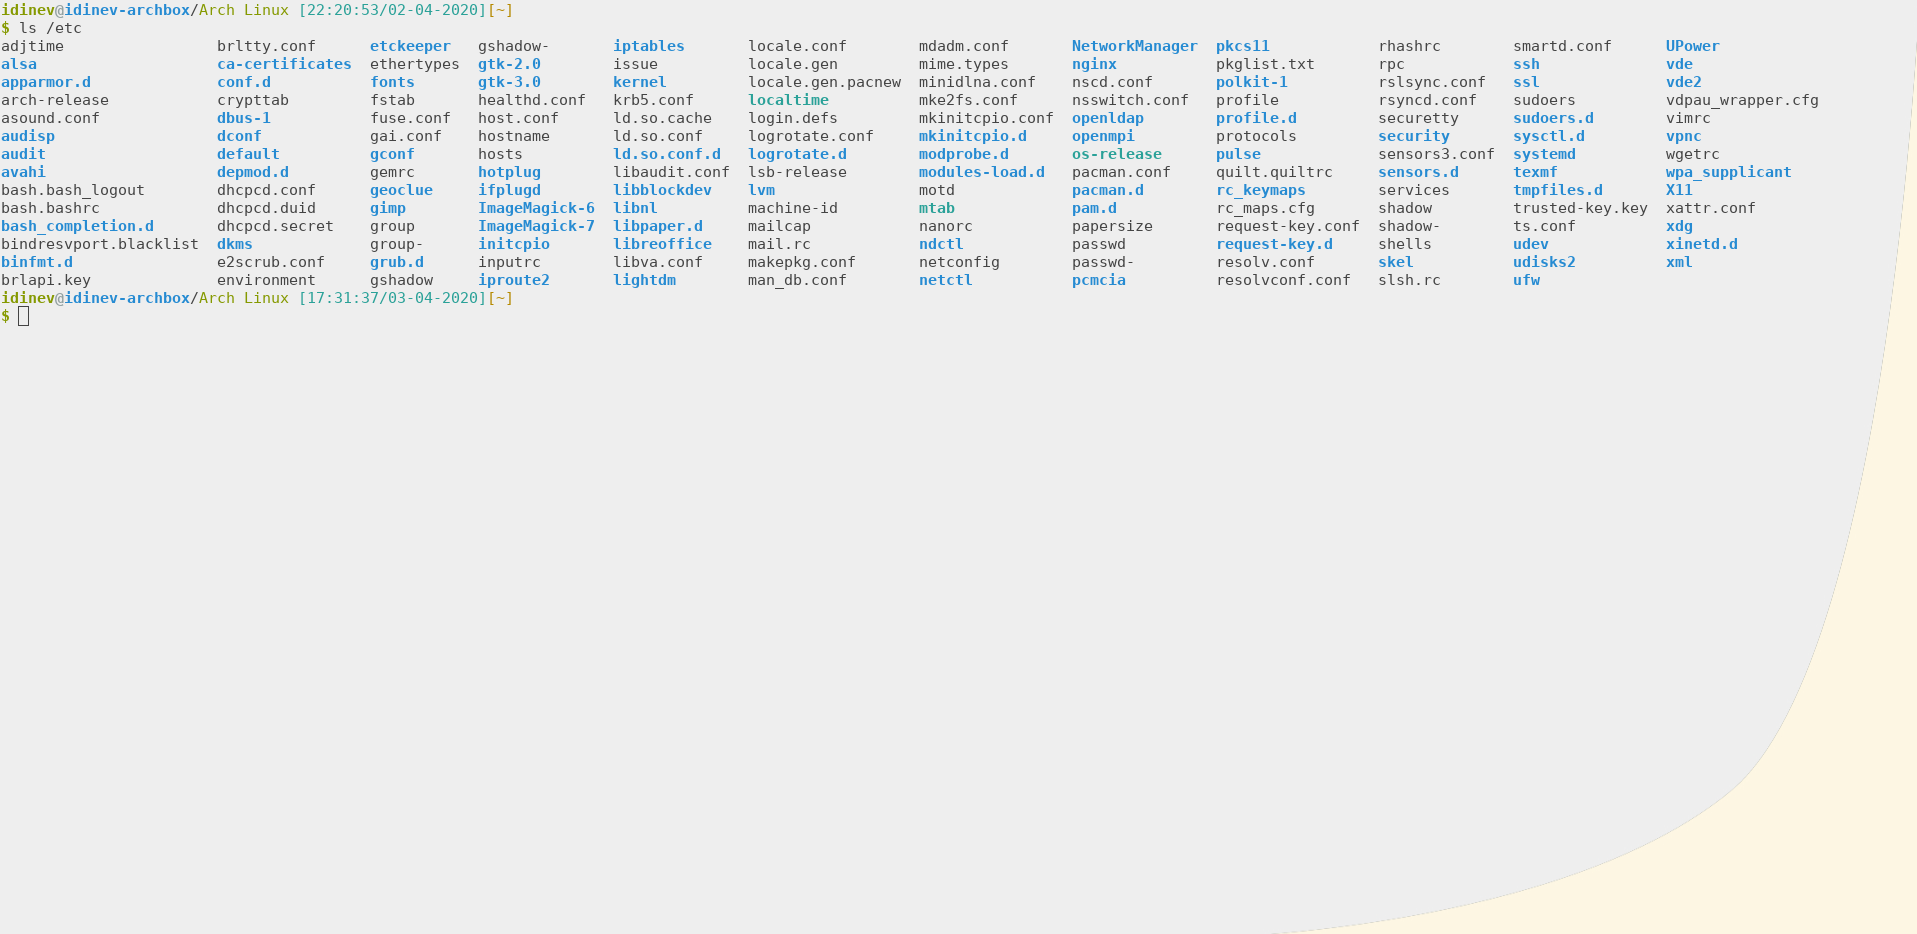 idinev@idinev-archbox/Arch Linux [22:20:53/02-04-2020][~]
$ ls /etc
adjtime brltty.conf etckeeper gshadow- iptables locale.conf mdadm.conf NetworkManager pkcs11 rhashrc smartd.conf UPower
alsa ca-certificates ethertypes gtk-2.0 issue locale.gen mime.types nginx pkglist.txt rpc ssh vde
apparmor.d conf.d fonts gtk-3.0 kernel locale.gen.pacnew minidlna.conf nscd.conf polkit-1 rslsync.conf ssl vde2
arch-release crypttab fstab healthd.conf krb5.conf localtime mke2fs.conf nsswitch.conf profile rsyncd.conf sudoers vdpau_wrapper.cfg
asound.conf dbus-1 fuse.conf host.conf ld.so.cache login.defs mkinitcpio.conf openldap profile.d securetty sudoers.d vimrc
audisp dconf gai.conf hostname ld.so.conf logrotate.conf mkinitcpio.d openmpi protocols security sysctl.d vpnc
audit default gconf hosts ld.so.conf.d logrotate.d modprobe.d os-release pulse sensors3.conf systemd wgetrc
avahi depmod.d gemrc hotplug libaudit.conf lsb-release modules-load.d pacman.conf quilt.quiltrc sensors.d texmf wpa_supplicant
bash.bash_logout dhcpcd.conf geoclue ifplugd libblockdev lvm motd pacman.d rc_keymaps services tmpfiles.d X11
bash.bashrc dhcpcd.duid gimp ImageMagick-6 libnl machine-id mtab pam.d rc_maps.cfg shadow trusted-key.key xattr.conf
bash_completion.d dhcpcd.secret group ImageMagick-7 libpaper.d mailcap nanorc papersize request-key.conf shadow- ts.conf xdg
bindresvport.blacklist dkms group- initcpio libreoffice mail.rc ndctl passwd request-key.d shells udev xinetd.d
binfmt.d e2scrub.conf grub.d inputrc libva.conf makepkg.conf netconfig passwd- resolv.conf skel udisks2 xml
brlapi.key environment gshadow iproute2 lightdm man_db.conf netctl pcmcia resolvconf.conf slsh.rc ufw
idinev@idinev-archbox/Arch Linux [17:31:37/03-04-2020][~]
$